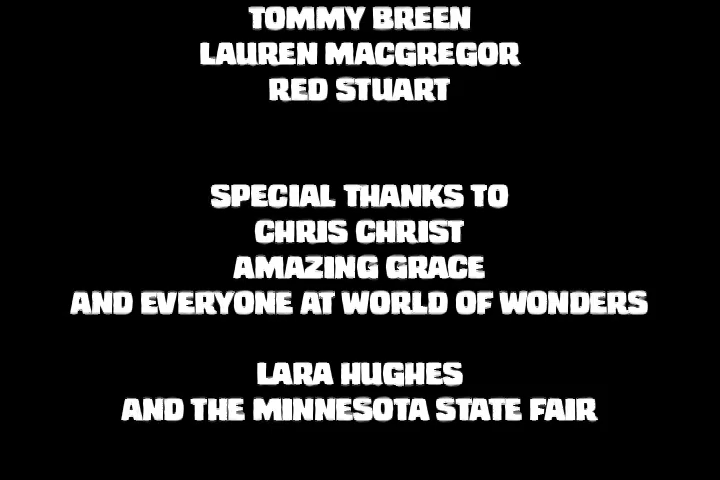 TOMMY BREEN
LAUREN MACGREGOR
RED STUART
SPECIAL THANKS TO
CHRIS CHRIST
AMAZING GRACE
AND EVERYONE AT WORLD OF WONDERS
LARA HUGHES
AND THE MINNESOTA STATE FAIR